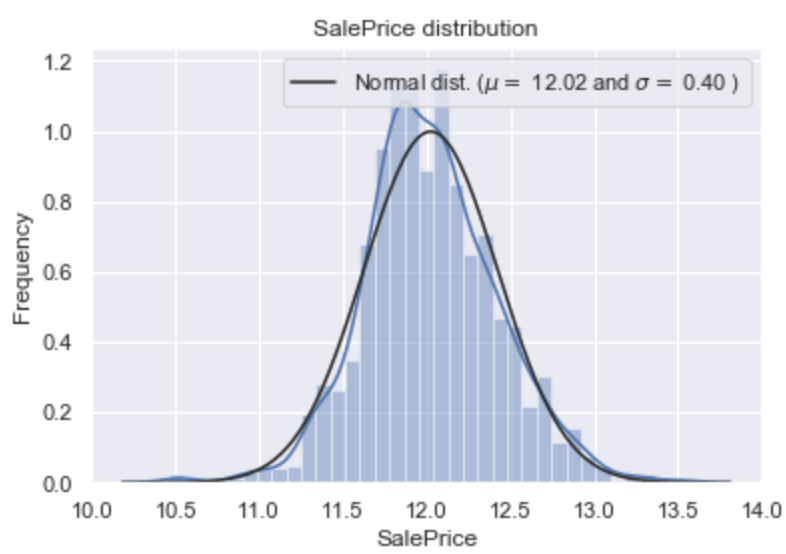 SalePrice distribution
Normal dist. (μ = 12.02 and σ = 0.40 )
1.2
1.0
0.8
0.6
0.4
0.2
0.0
Frequency
10.0 10.5 11.0 11.5 12.0 12.5 13.0 13.5 14.0
SalePrice